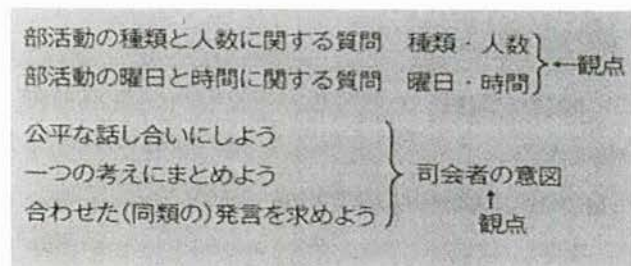 部活動の種類と人数に関する質問 種類・人数
部活動の曜日と時間に関する質問 曜日・時間
←観点
公平な話し合いにしよう
一つの考えにまとめよう
合わせた(同類の)発言を求めよう
司会者の意図
↑
観点